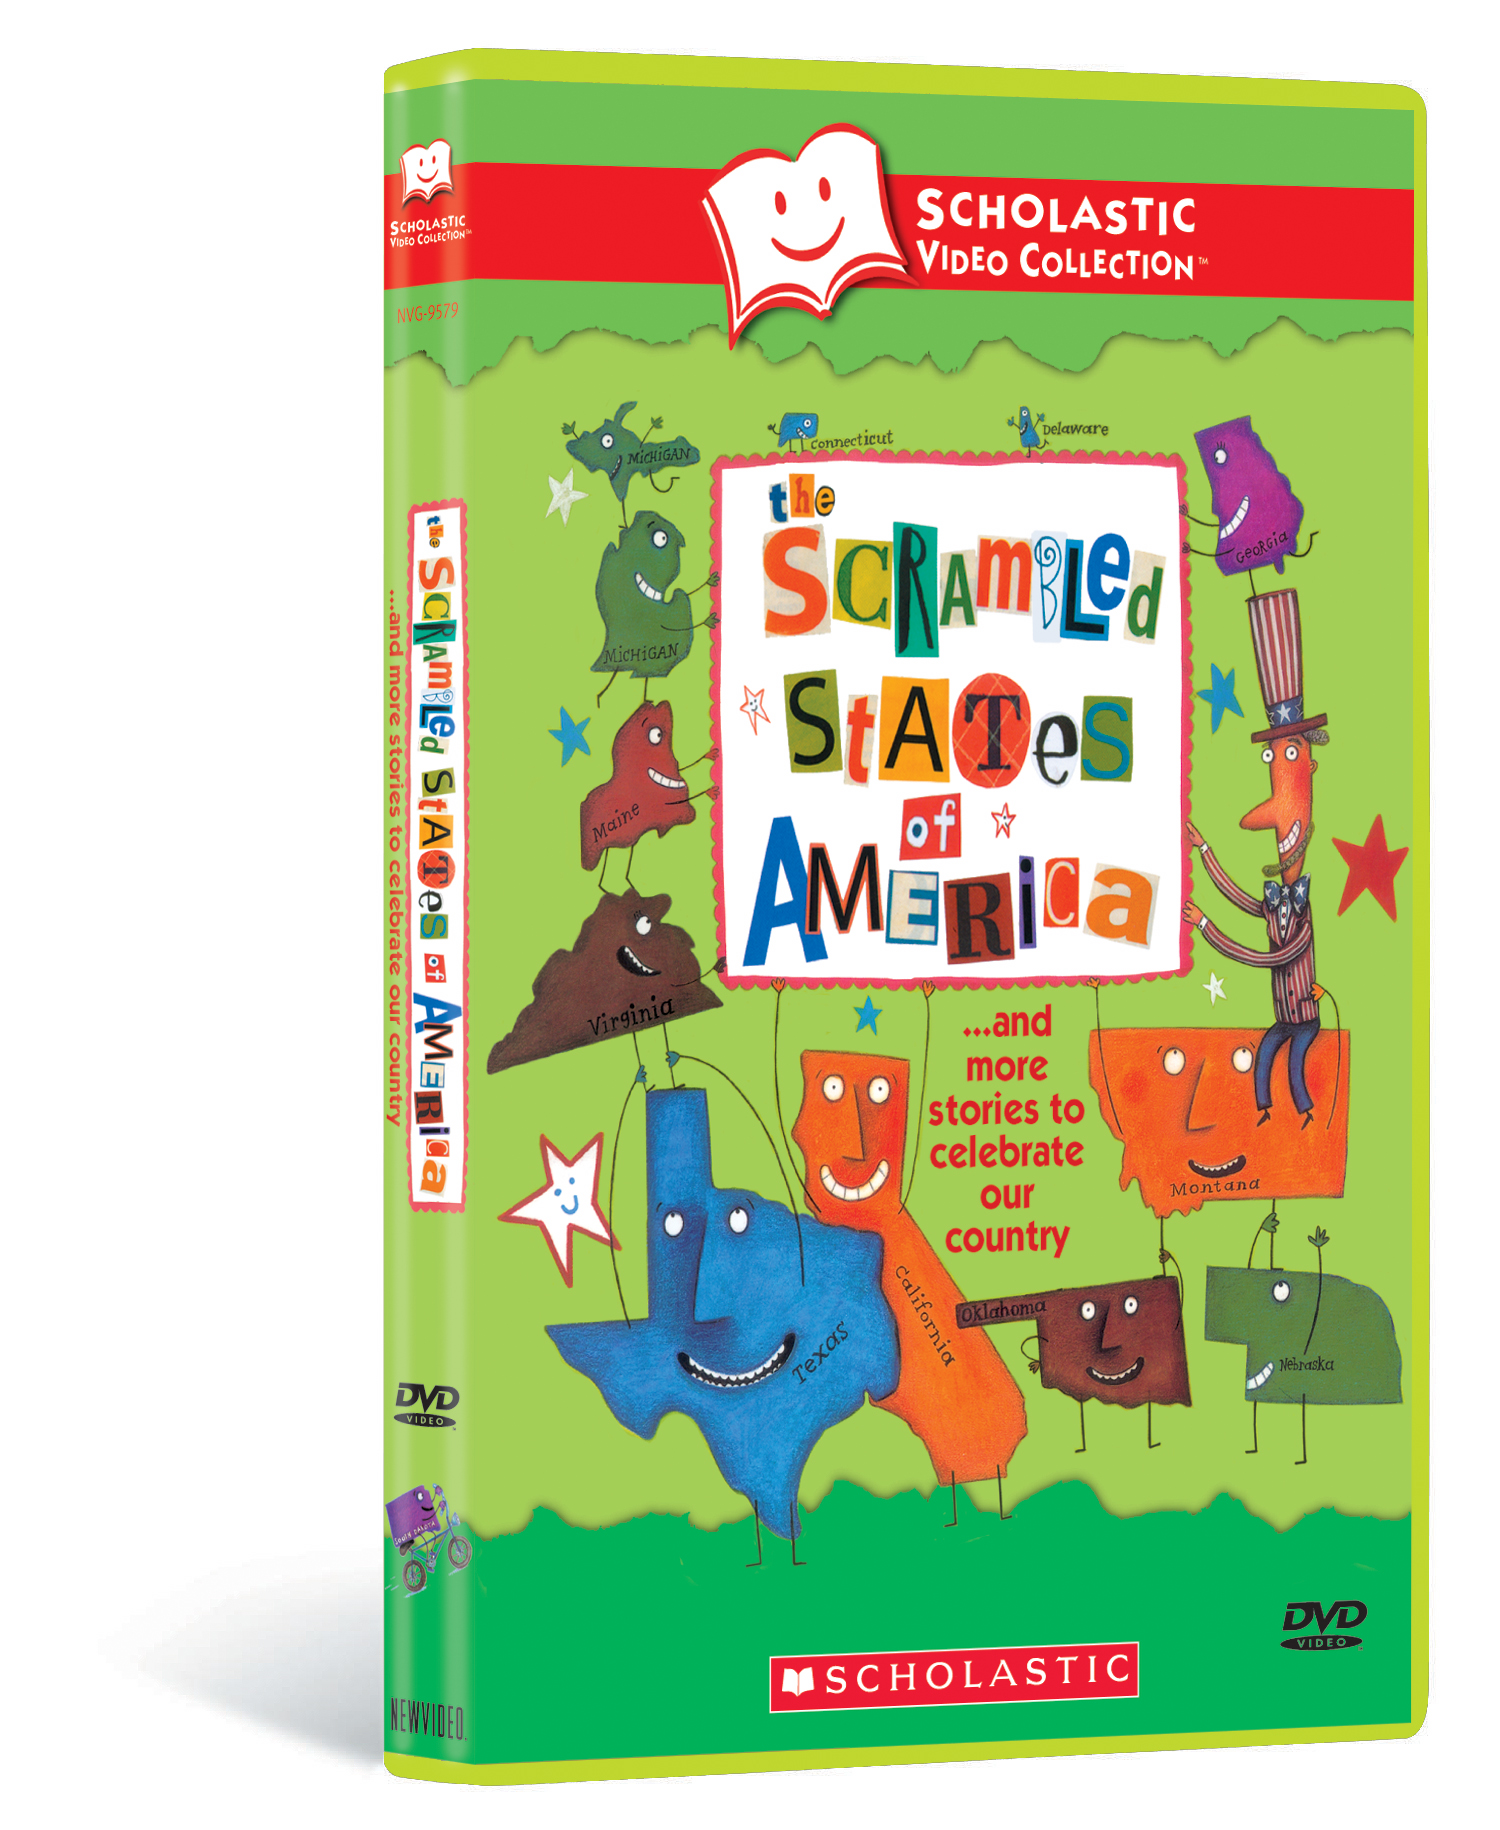 SCHOLASTIC
VIDEO COLLECTION™
NVG-9579
the SCRAMBLED STATES of AMERICA
...and more stories to celebrate our country
DVD
VIDEO
SOUTH DAKOTA
NEWVIDEO.
SCHOLASTIC
VIDEO COLLECTION™
MICHIGAN
Connecticut
Delaware
the
SCRAMBLED
STATES
of
AMERICA
GEORGIA
MICHIGAN
Maine
Virginia
...and
more
stories to
celebrate
our
country
Montana
Texas
California
Oklahoma
Nebraska
DVD
VIDEO
SCHOLASTIC